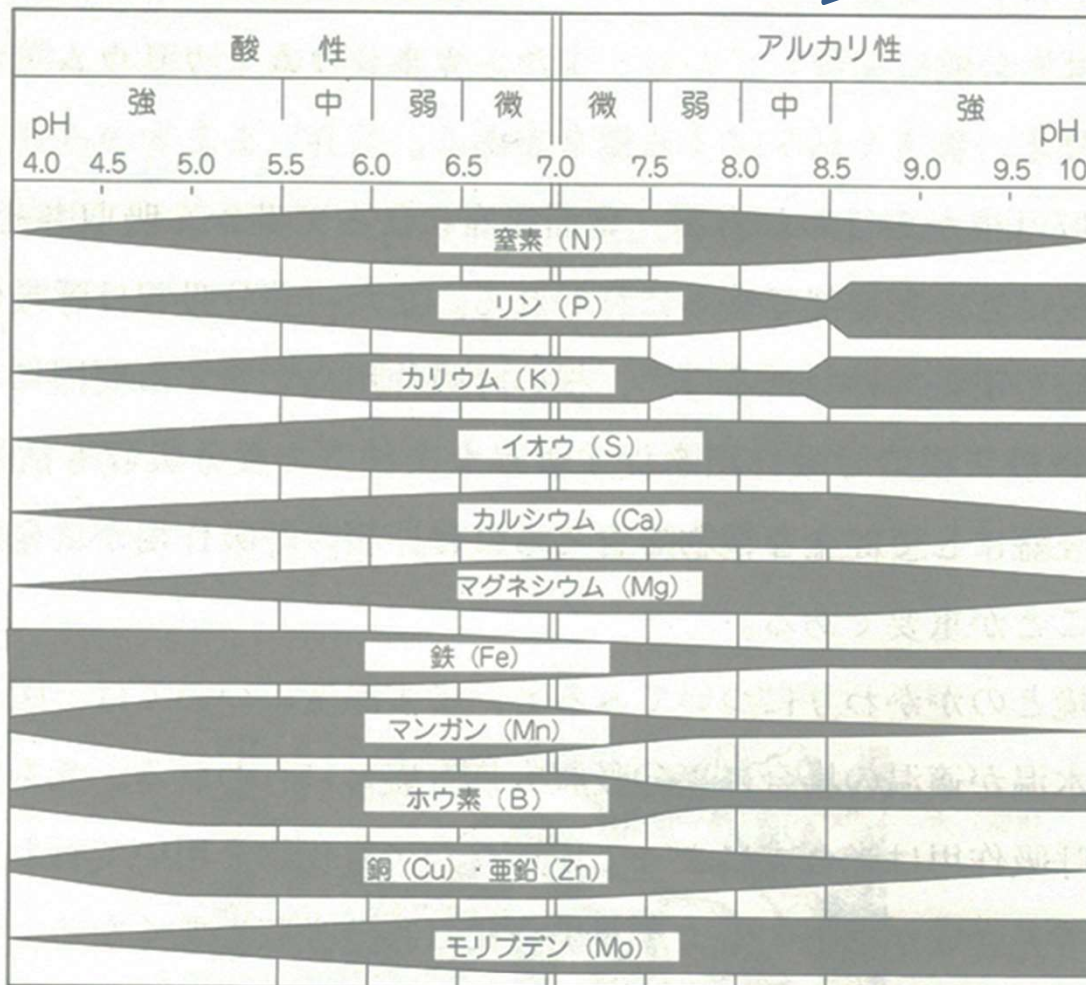 酸　性　アルカリ性
強　中　弱　微　微　弱　中　強
pH　pH
4.0　4.5　5.0　5.5　6.0　6.5　7.0　7.5　8.0　8.5　9.0　9.5　10
窒素（N）
リン（P）
カリウム（K）
イオウ（S）
カルシウム（Ca）
マグネシウム（Mg）
鉄（Fe）
マンガン（Mn）
ホウ素（B）
銅（Cu）・亜鉛（Zn）
モリブデン（Mo）